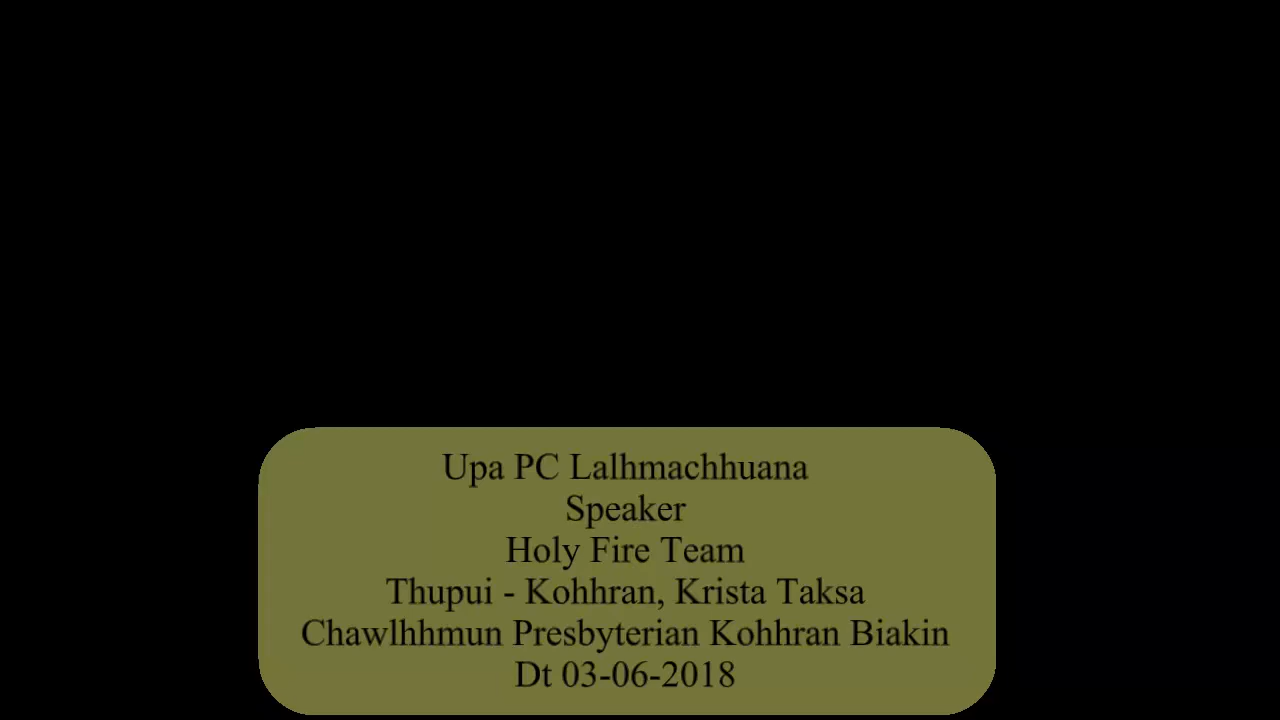 Upa PC Lalhmachhuana
Speaker
Holy Fire Team
Thupui - Kohhran, Krista Taksa
Chawlhhmun Presbyterian Kohhran Biakin
Dt 03-06-2018